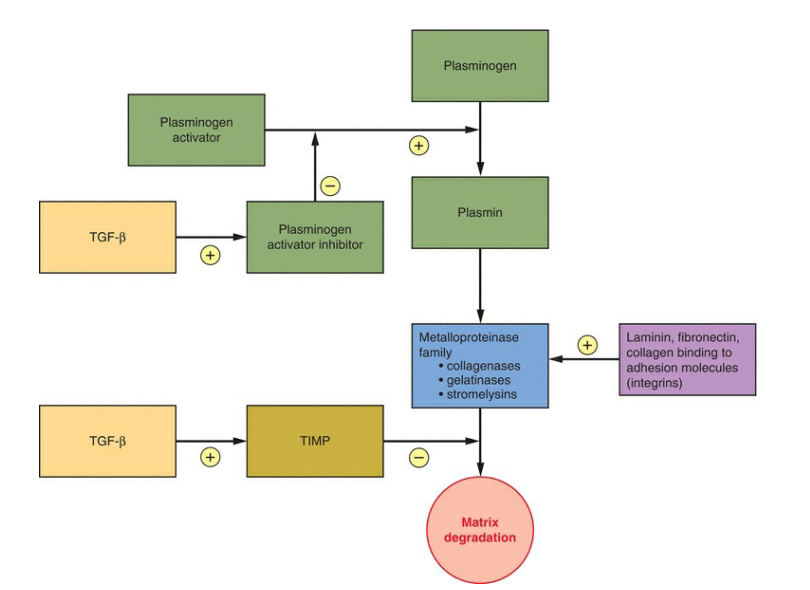 Plasminogen
Plasminogen
activator
+
−
TGF-β
+
Plasminogen
activator inhibitor
Plasmin
Metalloproteinase
family
• collagenases
• gelatinases
• stromelysins
+
Laminin, fibronectin,
collagen binding to
adhesion molecules
(integrins)
TGF-β
+
TIMP
−
Matrix
degradation